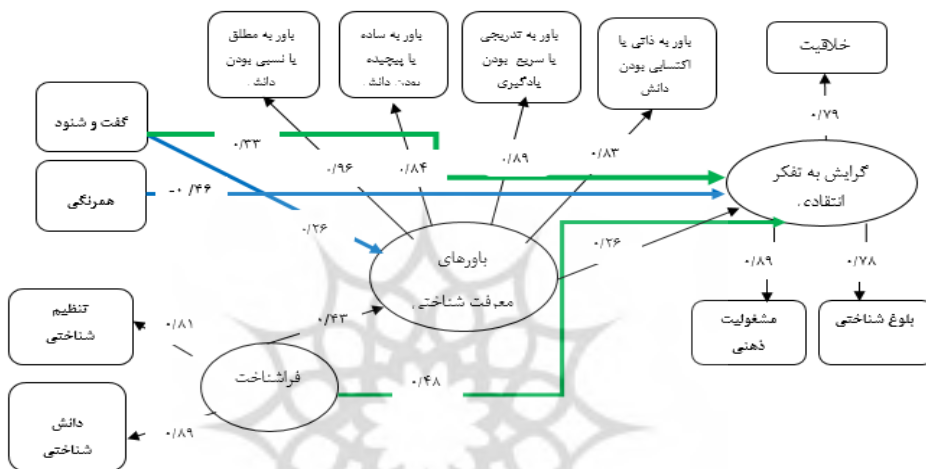 باور به مطلق
یا نسبی بودن
دانش.
باور به ساده
یا پیچیده
بودن دانش.
باور به تدریجی
یا سریع بودن
یادگیری
باور به ذاتی یا
اکتسابی بودن
دانش
خلاقیت
گفت و شنود
همرنگی
۰/۳۳
-۰/۴۶
۰/۲۶
۰/۹۶
۰/۸۴
۰/۸۹
۰/۸۳
۰/۷۹
گرایش به تفکر
انتقادی.
باورهای
معرفت شناختی.
۰/۲۶
۰/۸۹
۰/۷۸
مشغولیت
ذهنی
بلوغ شناختی
تنظیم
شناختی
۰/۸۱
۰/۴۳
فراشناخت
۰/۴۸
دانش
شناختی
۰/۸۹